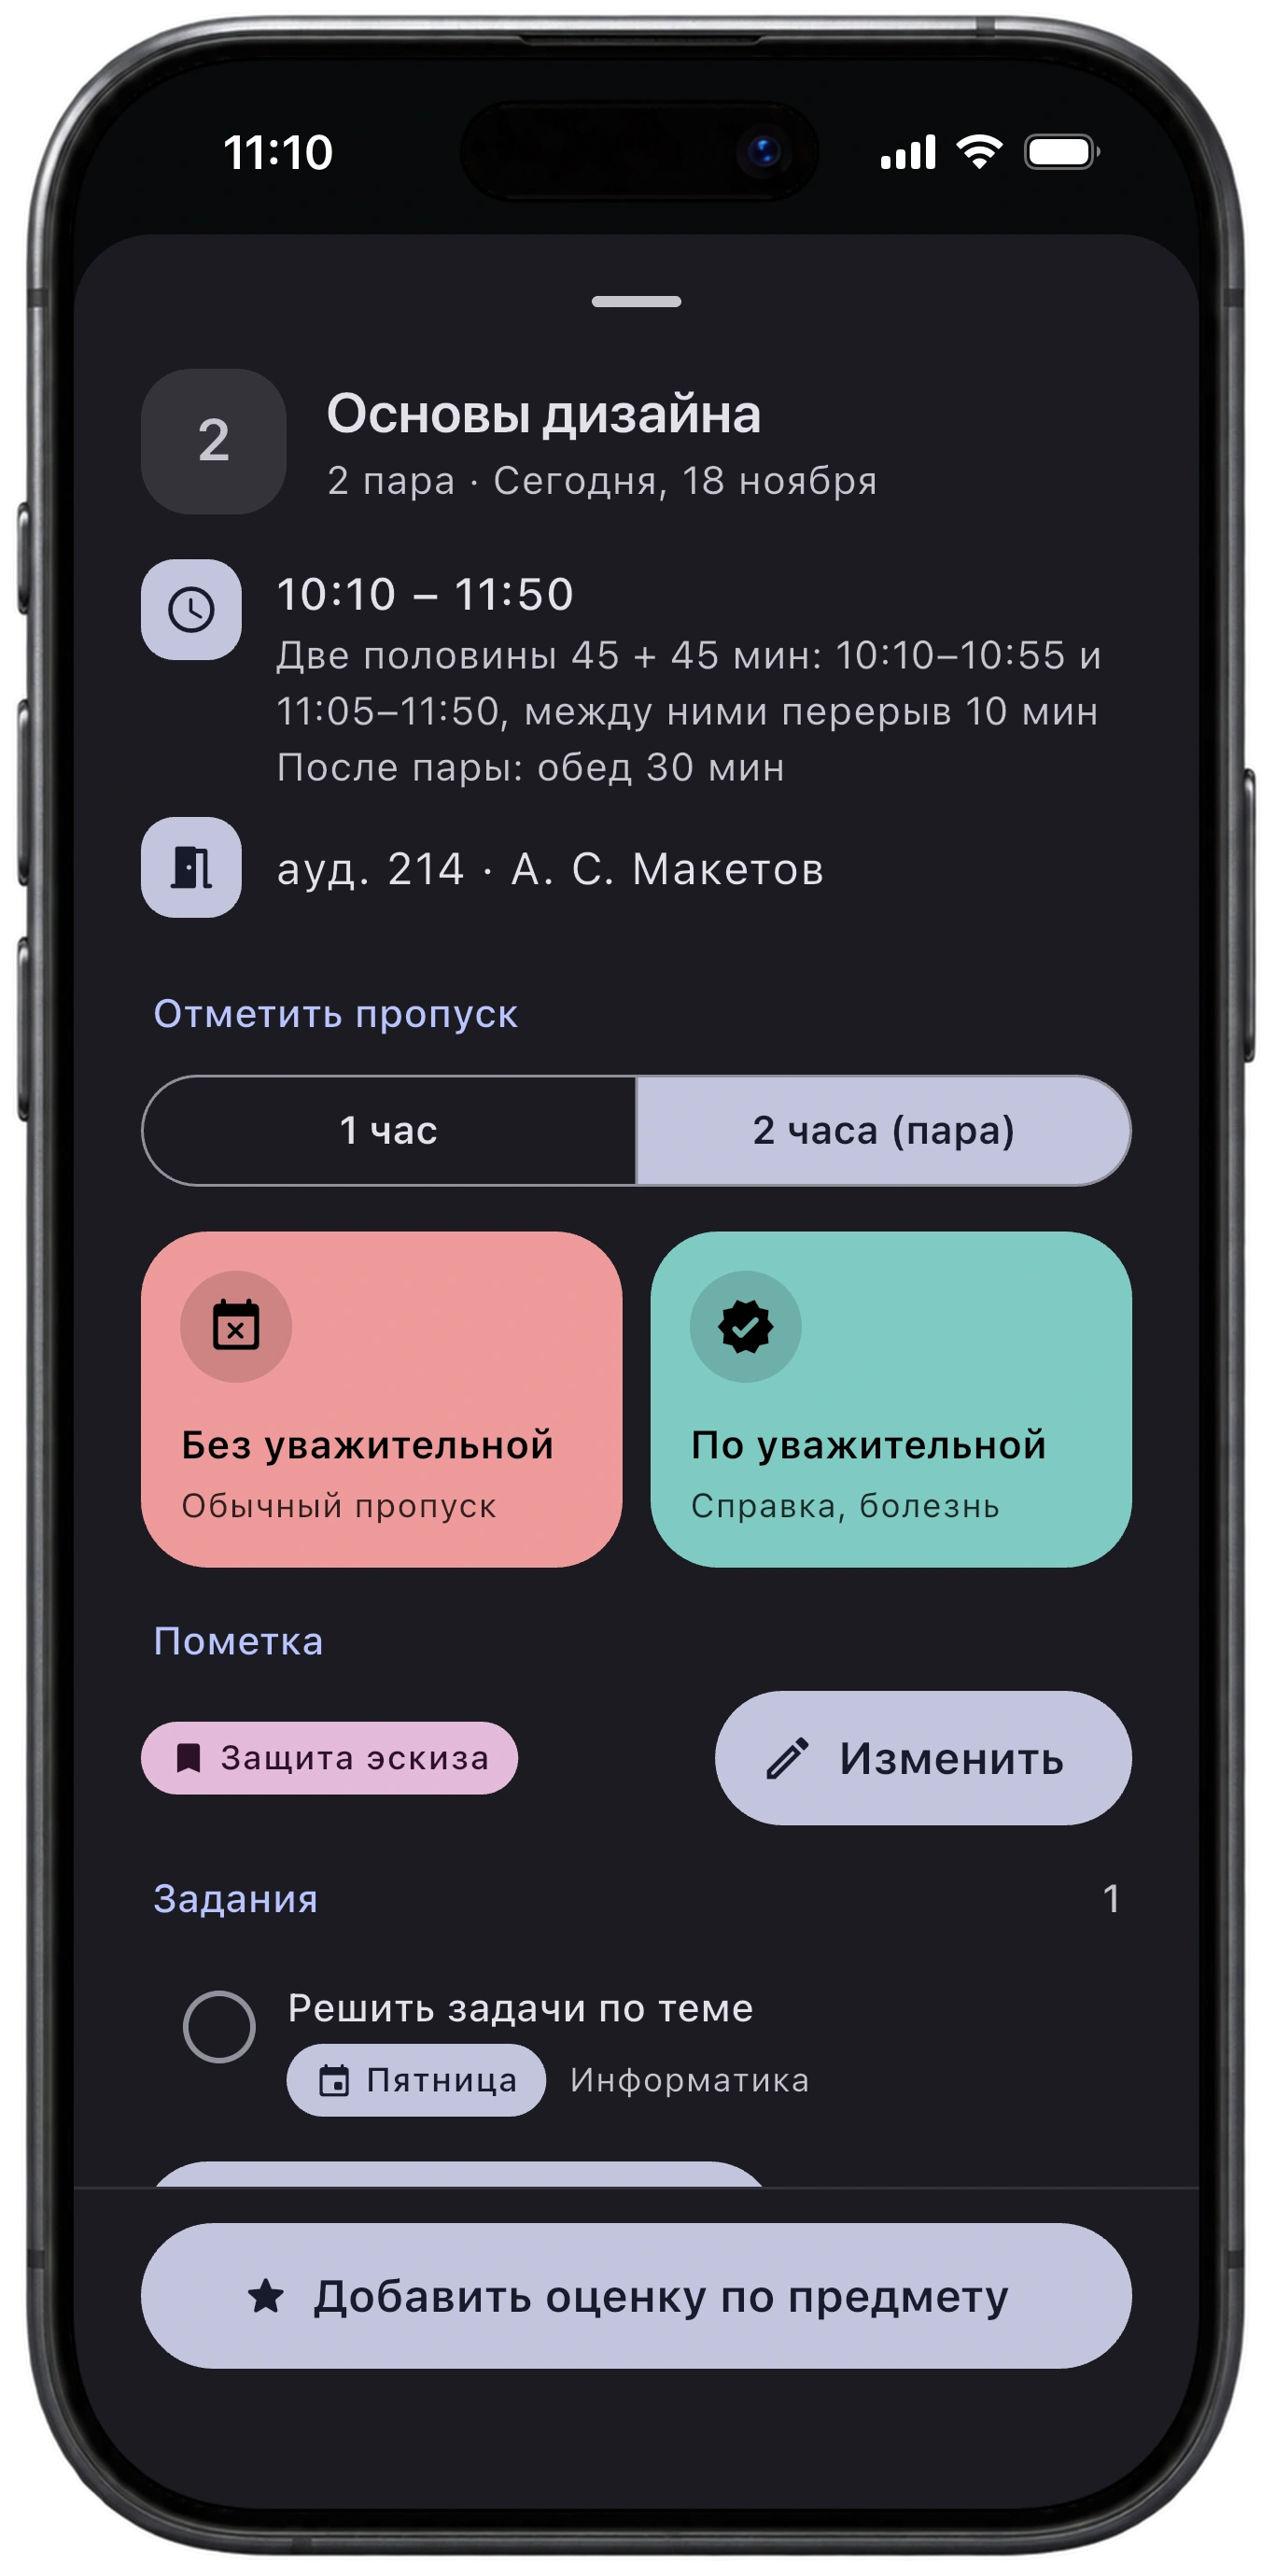 11:10
2
Основы дизайна
2 пара · Сегодня, 18 ноября
10:10 – 11:50
Две половины 45 + 45 мин: 10:10–10:55 и
11:05–11:50, между ними перерыв 10 мин
После пары: обед 30 мин
ауд. 214 · А. С. Макетов
Отметить пропуск
1 час
2 часа (пара)
Без уважительной
Обычный пропуск
По уважительной
Справка, болезнь
Пометка
Защита эскиза
Изменить
Задания
1
Решить задачи по теме
Пятница
Информатика
Добавить оценку по предмету